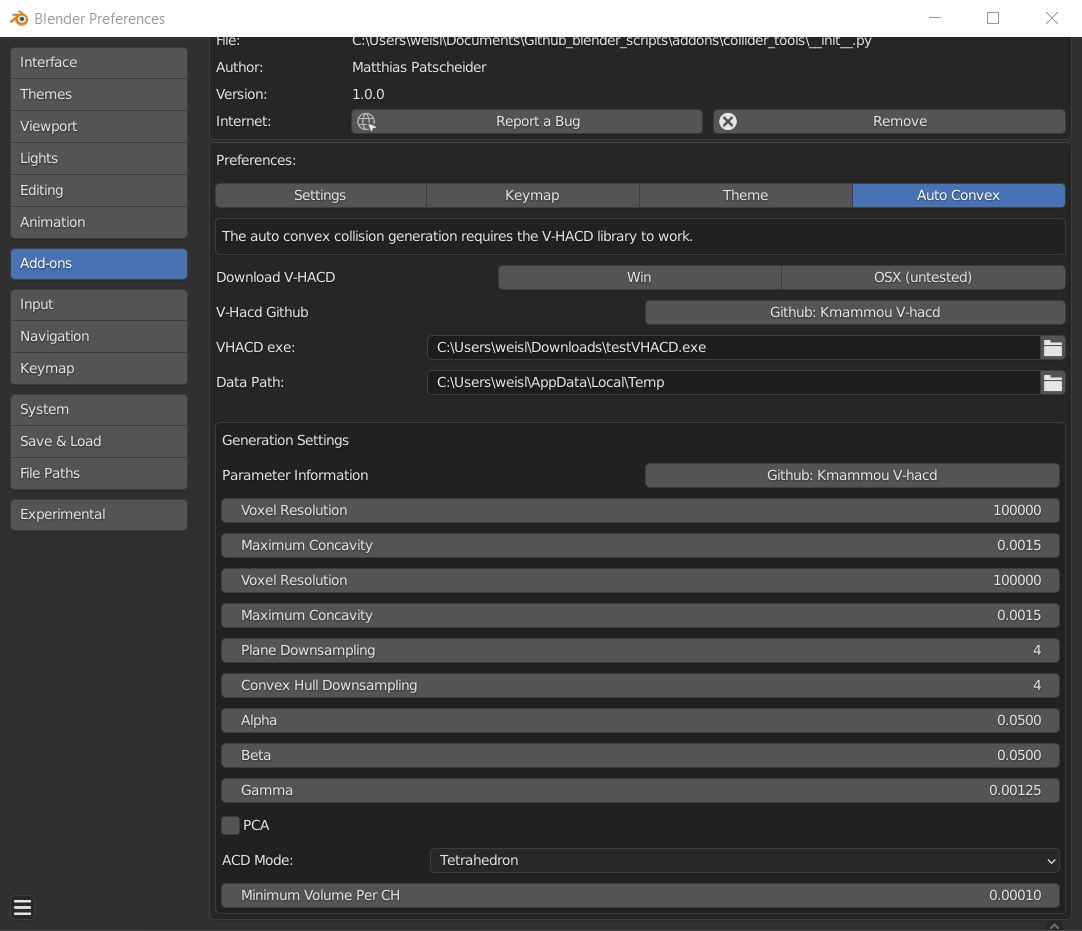 Blender Preferences
Interface
Themes
Viewport
Lights
Editing
Animation
Add-ons
Input
Navigation
Keymap
System
Save & Load
File Paths
Experimental
File: C:\Users\weisl\Documents\Github_blender_scripts\addons\collider_tools\__init__.py
Author: Matthias Patscheider
Version: 1.0.0
Internet: Report a Bug Remove
Preferences:
Settings Keymap Theme Auto Convex
The auto convex collision generation requires the V-HACD library to work.
Download V-HACD Win OSX (untested)
V-Hacd Github Github: Kmammou V-hacd
VHACD exe: C:\Users\weisl\Downloads\testVHACD.exe
Data Path: C:\Users\weisl\AppData\Local\Temp
Generation Settings
Parameter Information Github: Kmammou V-hacd
Voxel Resolution 100000
Maximum Concavity 0.0015
Voxel Resolution 100000
Maximum Concavity 0.0015
Plane Downsampling 4
Convex Hull Downsampling 4
Alpha 0.0500
Beta 0.0500
Gamma 0.00125
PCA
ACD Mode: Tetrahedron
Minimum Volume Per CH 0.00010